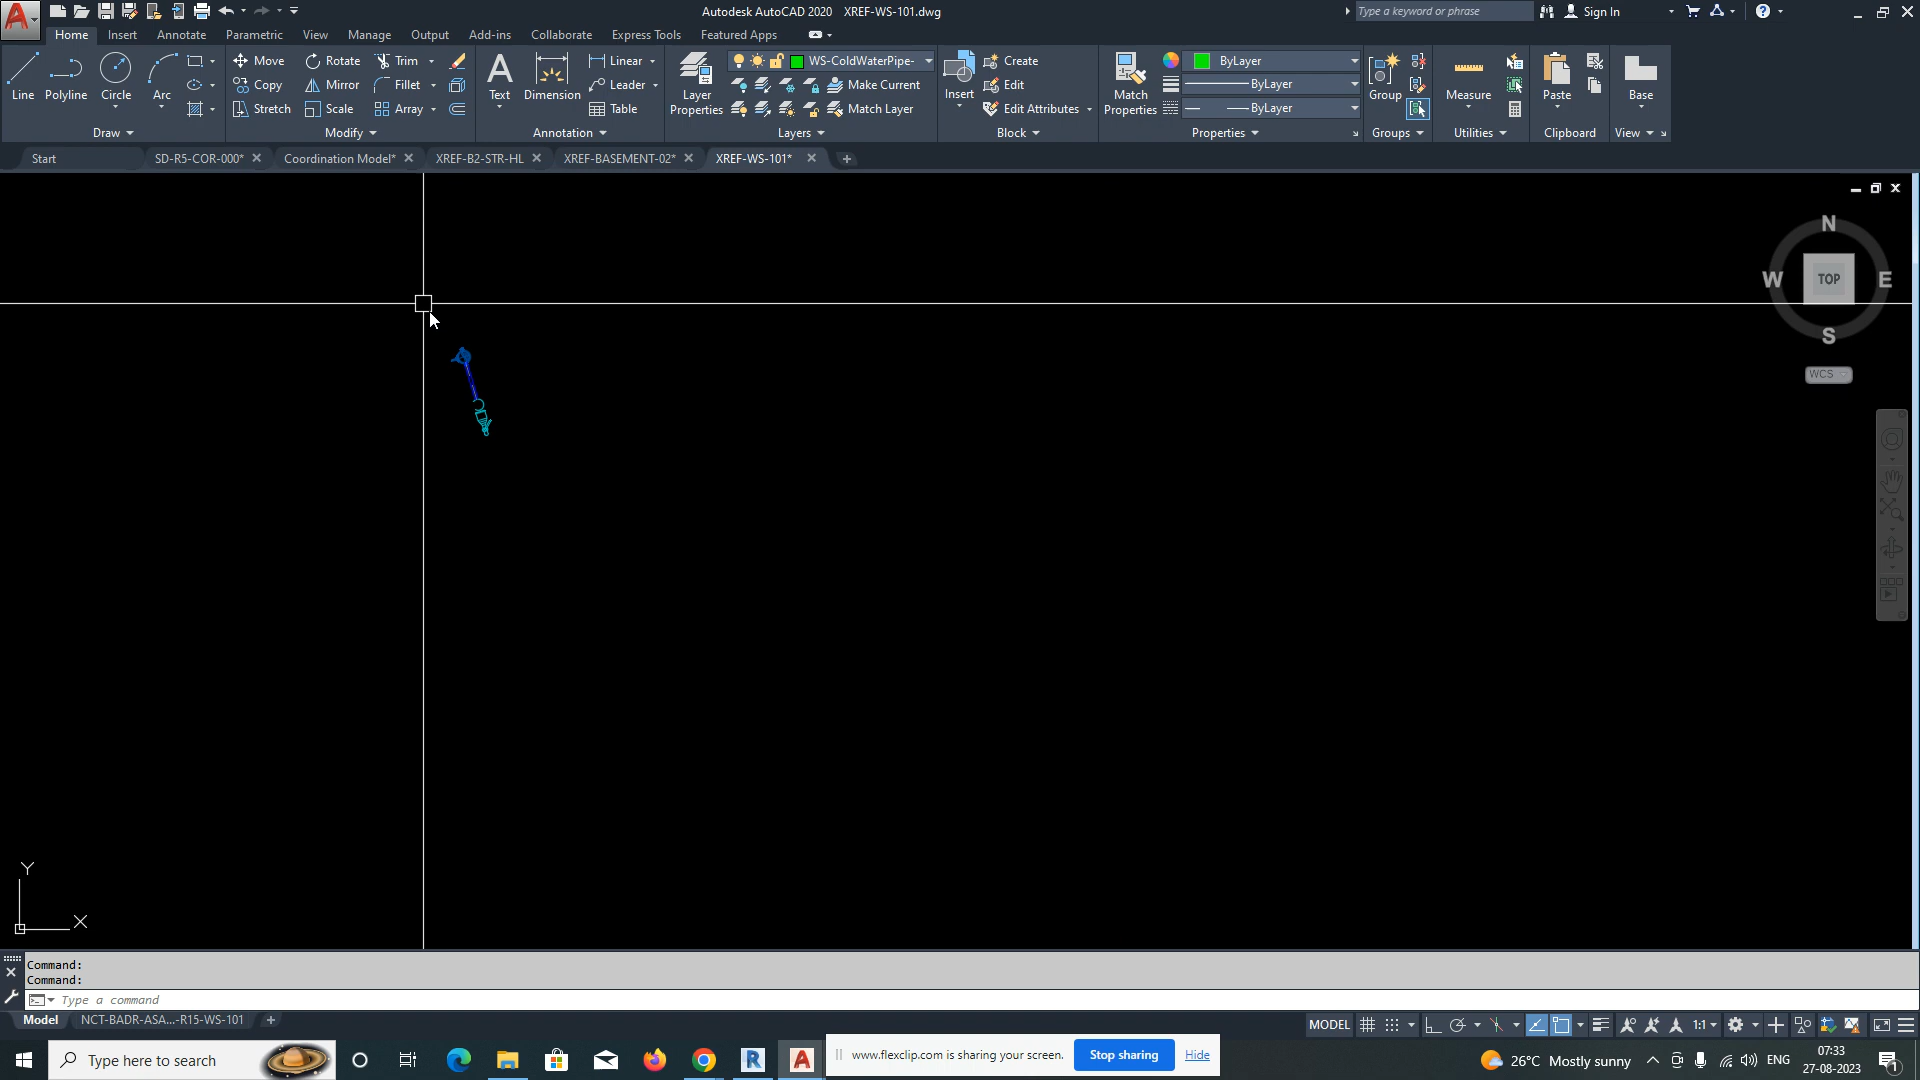 Autodesk AutoCAD 2020 XREF-WS-101.dwg
Type a keyword or phrase
Sign In
Home Insert Annotate Parametric View Manage Output Add-ins Collaborate Express Tools Featured Apps
Line Polyline Circle Arc
Move Rotate Trim
Copy Mirror Fillet
Stretch Scale Array
Text Dimension
Linear
Leader
Table
Layer Properties
WS-ColdWaterPipe-
Make Current
Match Layer
Insert
Create
Edit
Edit Attributes
Match Properties
ByLayer
ByLayer
ByLayer
Group Measure Paste Base
Draw Modify Annotation Layers Block Properties Groups Utilities Clipboard View
Start SD-R5-COR-000* Coordination Model* XREF-B2-STR-HL XREF-BASEMENT-02* XREF-WS-101*
N
W TOP E
S
WCS
Y
X
Command:
Command:
Type a command
Model NCT-BADR-ASA...-R15-WS-101
MODEL 1:1
Type here to search
www.flexclip.com is sharing your screen. Stop sharing Hide
26°C Mostly sunny ENG
07:33
27-08-2023
1